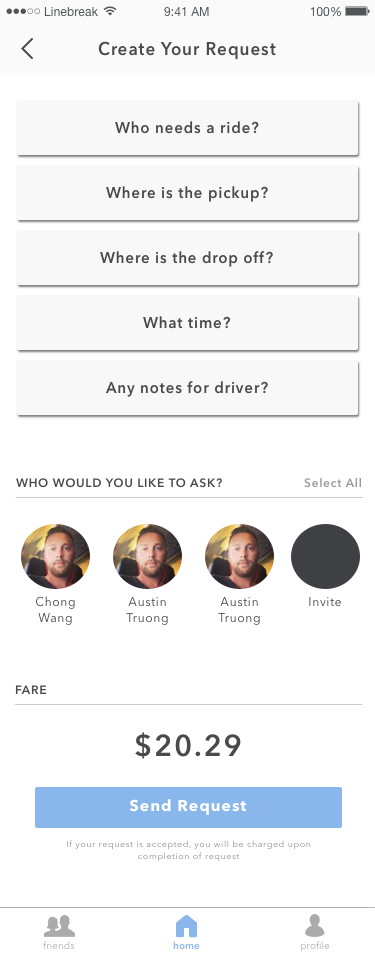 Linebreak 9:41 AM 100%
Create Your Request
Who needs a ride?
Where is the pickup?
Where is the drop off?
What time?
Any notes for driver?
WHO WOULD YOU LIKE TO ASK? Select All
Chong Austin Austin Invite
Wang Truong Truong
FARE
$20.29
Send Request
If your request is accepted, you will be charged upon
completion of request
friends home profile